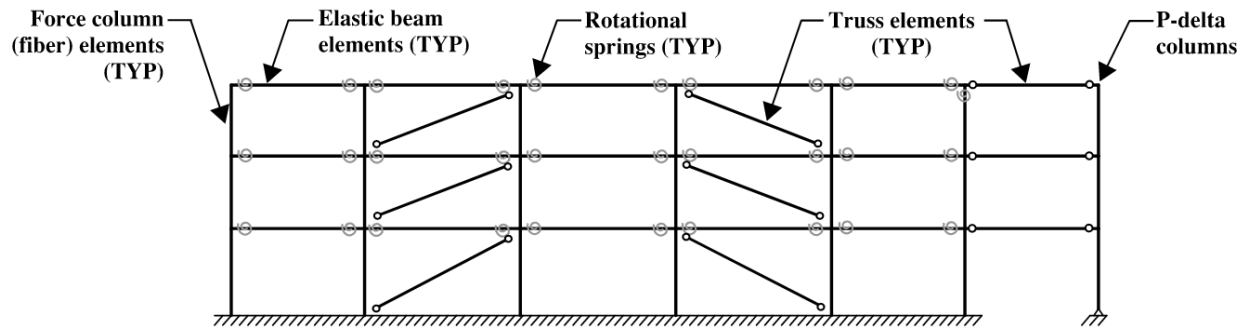 Force column
(fiber) elements
(TYP)
Elastic beam
elements (TYP)
Rotational
springs (TYP)
Truss elements
(TYP)
P-delta
columns